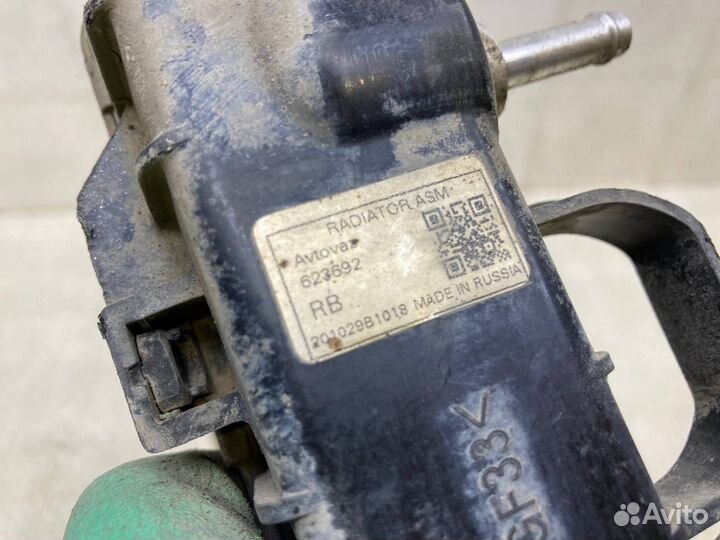 RADIATOR ASM
Avtovaz
623692
RB
201029B1018 MADE IN RUSSIA
GF33<
Avito